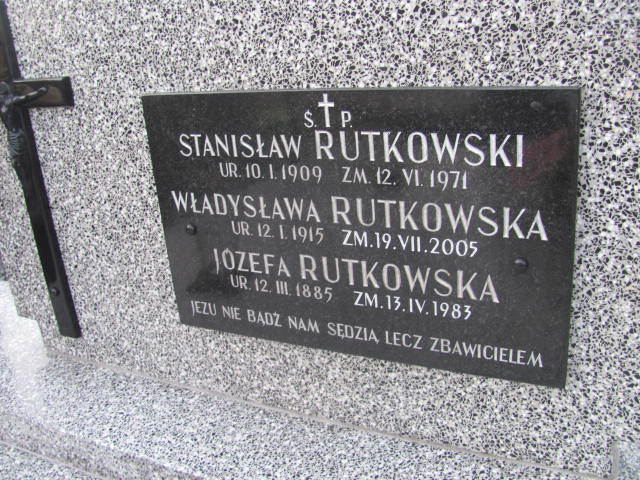 Ś. † P.
STANISŁAW RUTKOWSKI
UR. 10. I. 1909 ZM. 12. VI. 1971
WŁADYSŁAWA RUTKOWSKA
UR. 12. I. 1915 ZM. 19. VII. 2005
JÓZEFA RUTKOWSKA
UR. 12. III. 1885 ZM. 13. IV. 1983
JEZU NIE BĄDŹ NAM SĘDZIĄ, LECZ ZBAWICIELEM